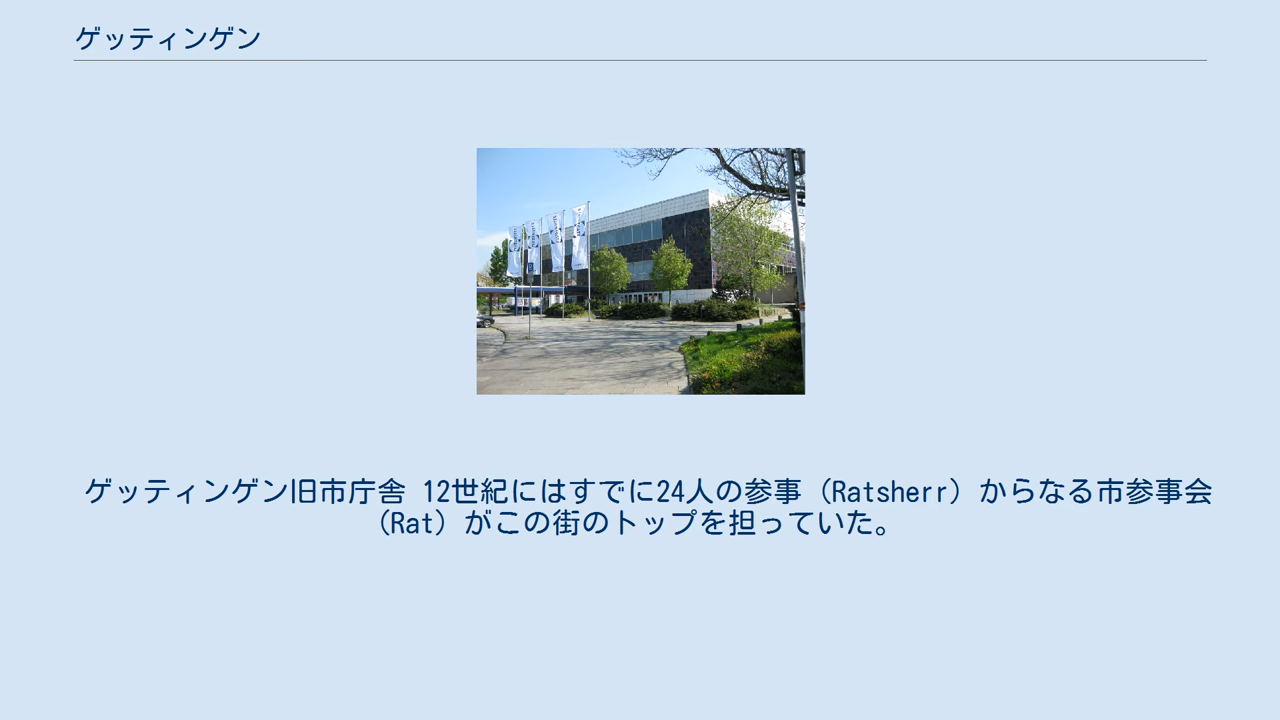 ゲッティンゲン
ゲッティンゲン旧市庁舎 12世紀にはすでに24人の参事（Ratsherr）からなる市参事会
（Rat）がこの街のトップを担っていた。